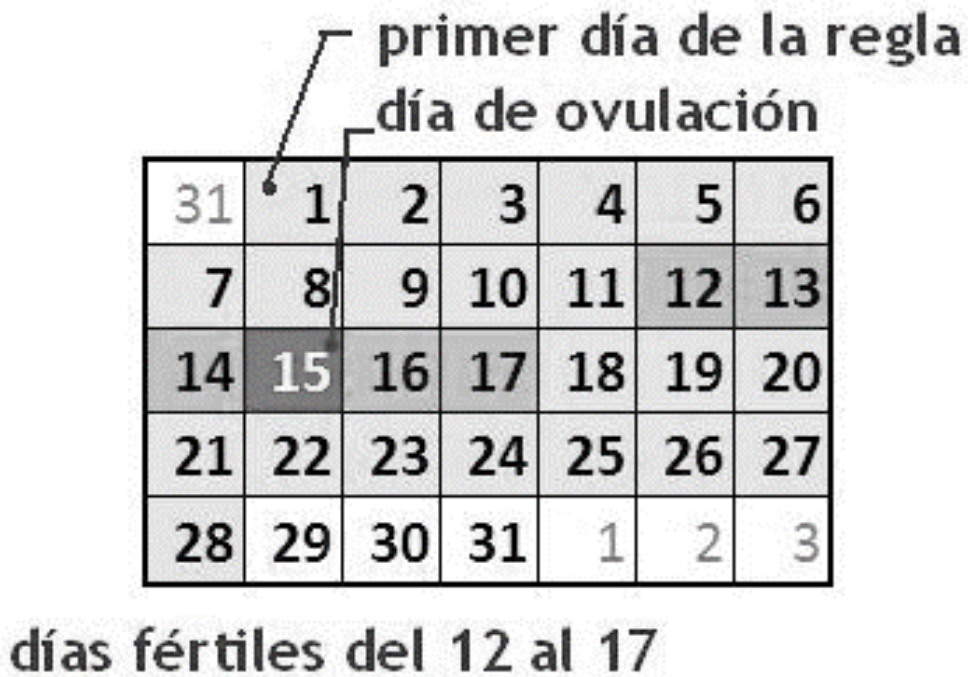 primer día de la regla
día de ovulación
31 1 2 3 4 5 6
7 8 9 10 11 12 13
14 15 16 17 18 19 20
21 22 23 24 25 26 27
28 29 30 31 1 2 3
días fértiles del 12 al 17